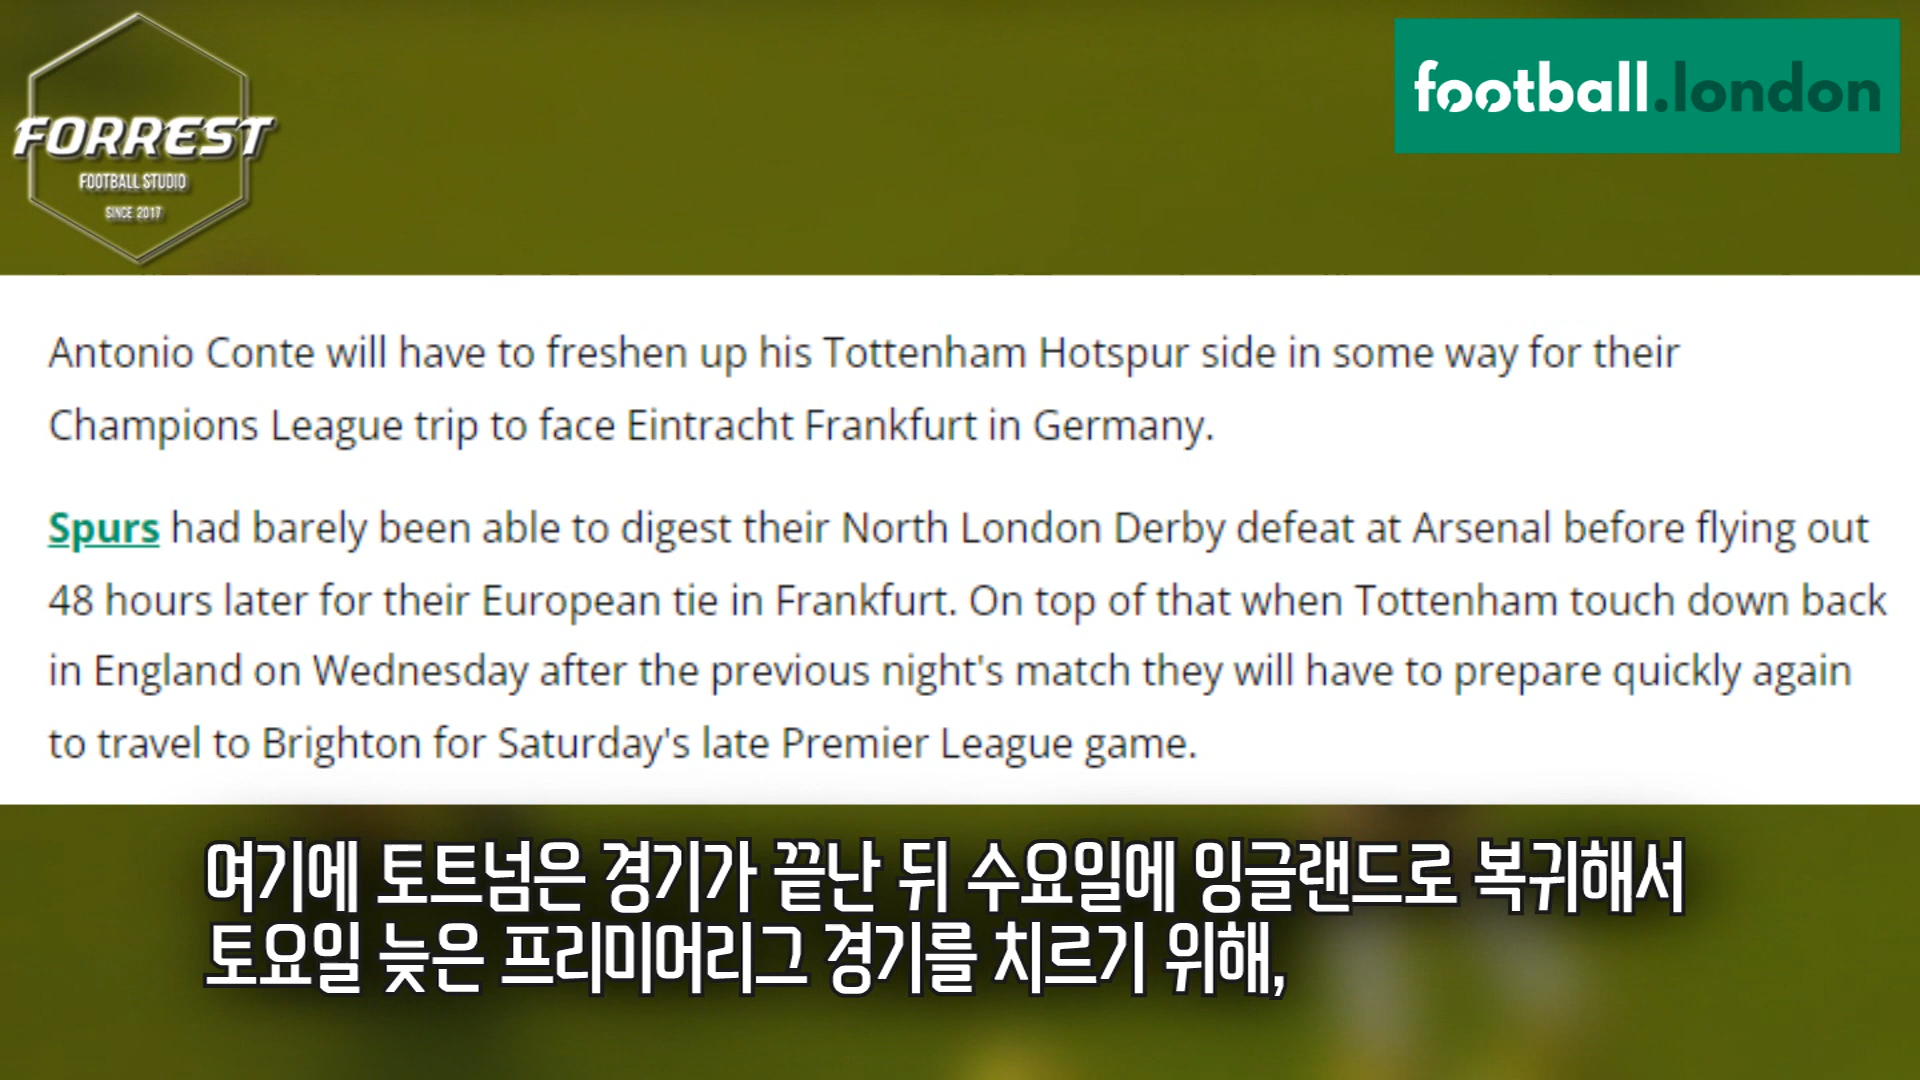 FORREST
FOOTBALL STUDIO
SINCE 2017
football.london
Antonio Conte will have to freshen up his Tottenham Hotspur side in some way for their
Champions League trip to face Eintracht Frankfurt in Germany.
Spurs had barely been able to digest their North London Derby defeat at Arsenal before flying out
48 hours later for their European tie in Frankfurt. On top of that when Tottenham touch down back
in England on Wednesday after the previous night's match they will have to prepare quickly again
to travel to Brighton for Saturday's late Premier League game.
여기에 토트넘은 경기가 끝난 뒤 수요일에 잉글랜드로 복귀해서
토요일 늦은 프리미어리그 경기를 치르기 위해,